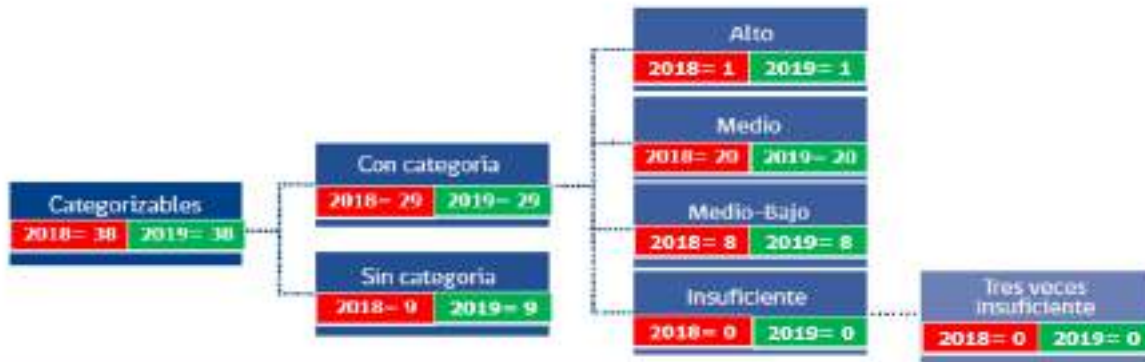 Categorizables
2018= 38 2019= 38
Con categoria
2018= 29 2019= 29
Sin categoria
2018= 9 2019= 9
Alto
2018= 1 2019= 1
Medio
2018= 20 2019= 20
Medio-Bajo
2018= 8 2019= 8
Insuficiente
2018= 0 2019= 0
Tres veces
insuficiente
2018= 0 2019= 0